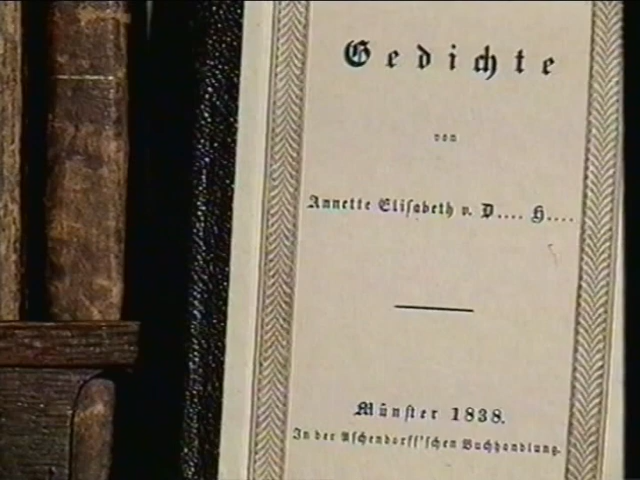 Gedichte
von
Annette Eliſabeth v. D.... H....
Münſter 1838.
In der Aſchendorff'ſchen Buchhandlung.